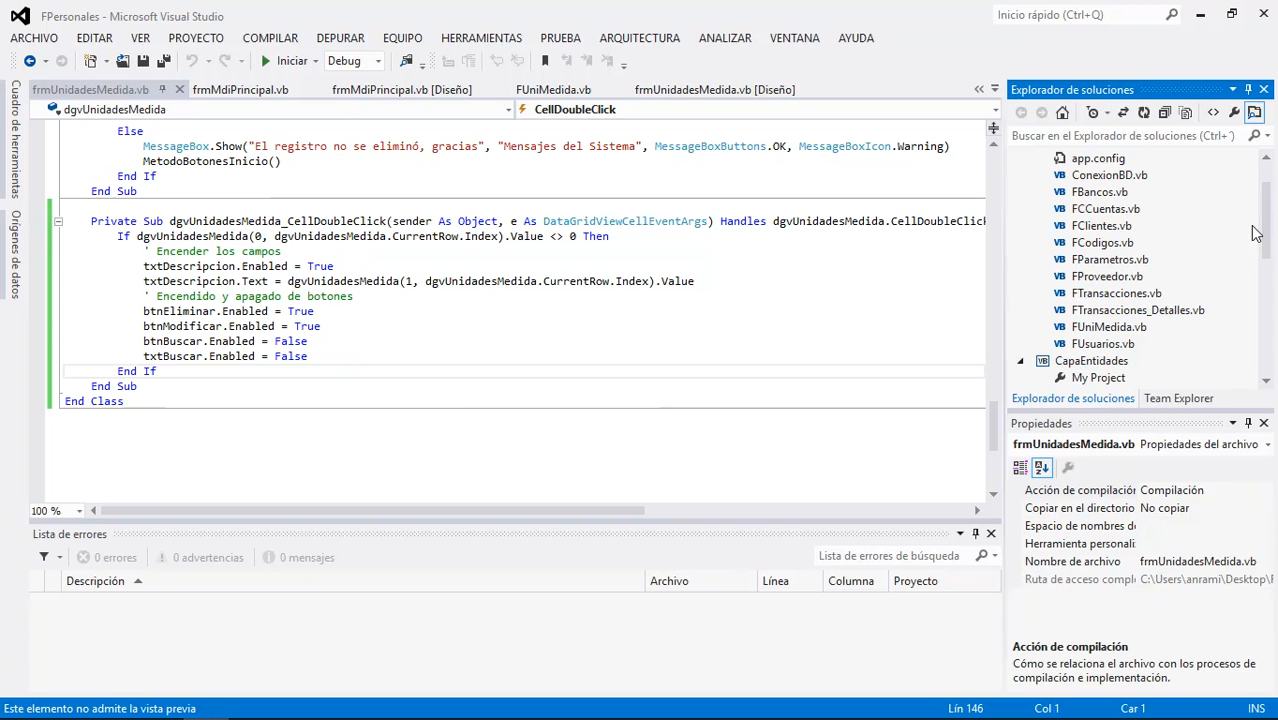 FPersonales - Microsoft Visual Studio
Inicio rápido (Ctrl+Q)
ARCHIVO EDITAR VER PROYECTO COMPILAR DEPURAR EQUIPO HERRAMIENTAS PRUEBA ARQUITECTURA ANALIZAR VENTANA AYUDA
Iniciar Debug
Cuadro de herramientas
Orígenes de datos
frmUnidadesMedida.vb frmMdiPrincipal.vb frmMdiPrincipal.vb [Diseño] FUniMedida.vb frmUnidadesMedida.vb [Diseño]
dgvUnidadesMedida CellDoubleClick
Else
MessageBox.Show("El registro no se eliminó, gracias", "Mensajes del Sistema", MessageBoxButtons.OK, MessageBoxIcon.Warning)
MetodoBotonesInicio()
End If
End Sub
Private Sub dgvUnidadesMedida_CellDoubleClick(sender As Object, e As DataGridViewCellEventArgs) Handles dgvUnidadesMedida.CellDoubleClick
If dgvUnidadesMedida(0, dgvUnidadesMedida.CurrentRow.Index).Value <> 0 Then
' Encender los campos
txtDescripcion.Enabled = True
txtDescripcion.Text = dgvUnidadesMedida(1, dgvUnidadesMedida.CurrentRow.Index).Value
' Encendido y apagado de botones
btnEliminar.Enabled = True
btnModificar.Enabled = True
btnBuscar.Enabled = False
txtBuscar.Enabled = False
End If
End Sub
End Class
100 %
Lista de errores
0 errores 0 advertencias 0 mensajes
Lista de errores de búsqueda
Descripción Archivo Línea Columna Proyecto
Explorador de soluciones
Buscar en el Explorador de soluciones (Ctrl+')
app.config
ConexionBD.vb
FBancos.vb
FCCuentas.vb
FClientes.vb
FCodigos.vb
FParametros.vb
FProveedor.vb
FTransacciones.vb
FTransacciones_Detalles.vb
FUniMedida.vb
FUsuarios.vb
CapaEntidades
My Project
Explorador de soluciones Team Explorer
Propiedades
frmUnidadesMedida.vb Propiedades del archivo
Acción de compilación Compilación
Copiar en el directorio No copiar
Espacio de nombres de
Herramienta personali
Nombre de archivo frmUnidadesMedida.vb
Ruta de acceso compl C:\Users\anrami\Desktop\F
Acción de compilación
Cómo se relaciona el archivo con los procesos de
compilación e implementación.
Este elemento no admite la vista previa
Lín 146 Col 1 Car 1 INS